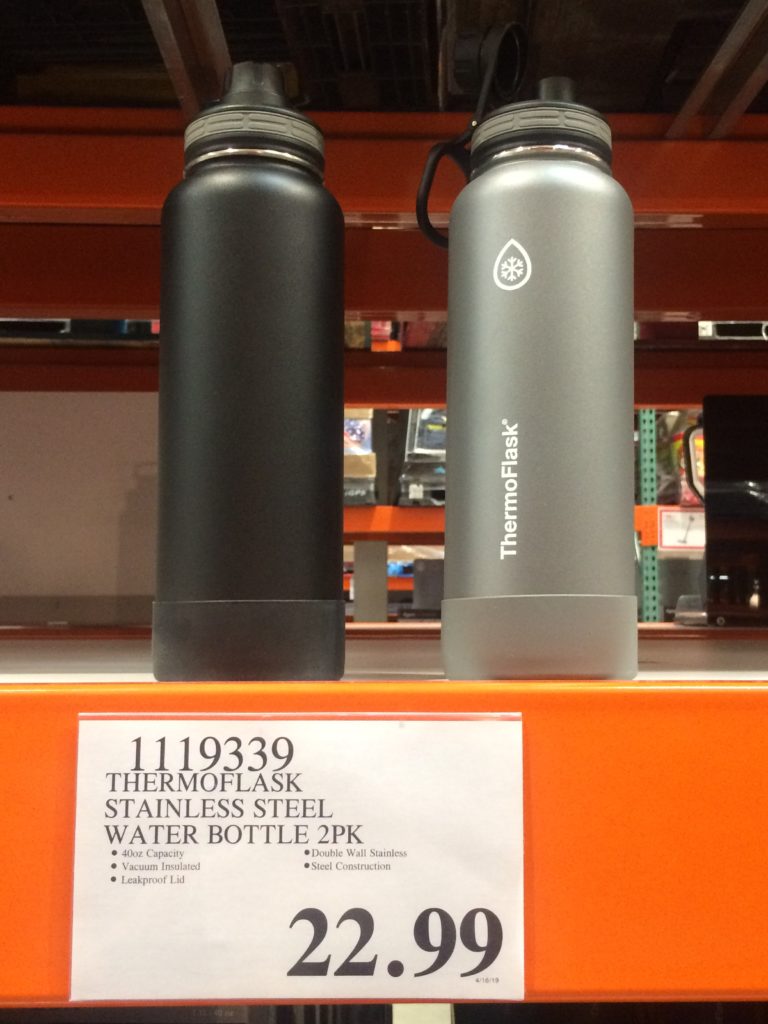 ThermoFlask®
1119339
THERMOFLASK
STAINLESS STEEL
WATER BOTTLE 2PK
• 40oz Capacity
• Vacuum Insulated
• Leakproof Lid
• Double Wall Stainless
• Steel Construction
22.99
4/16/19